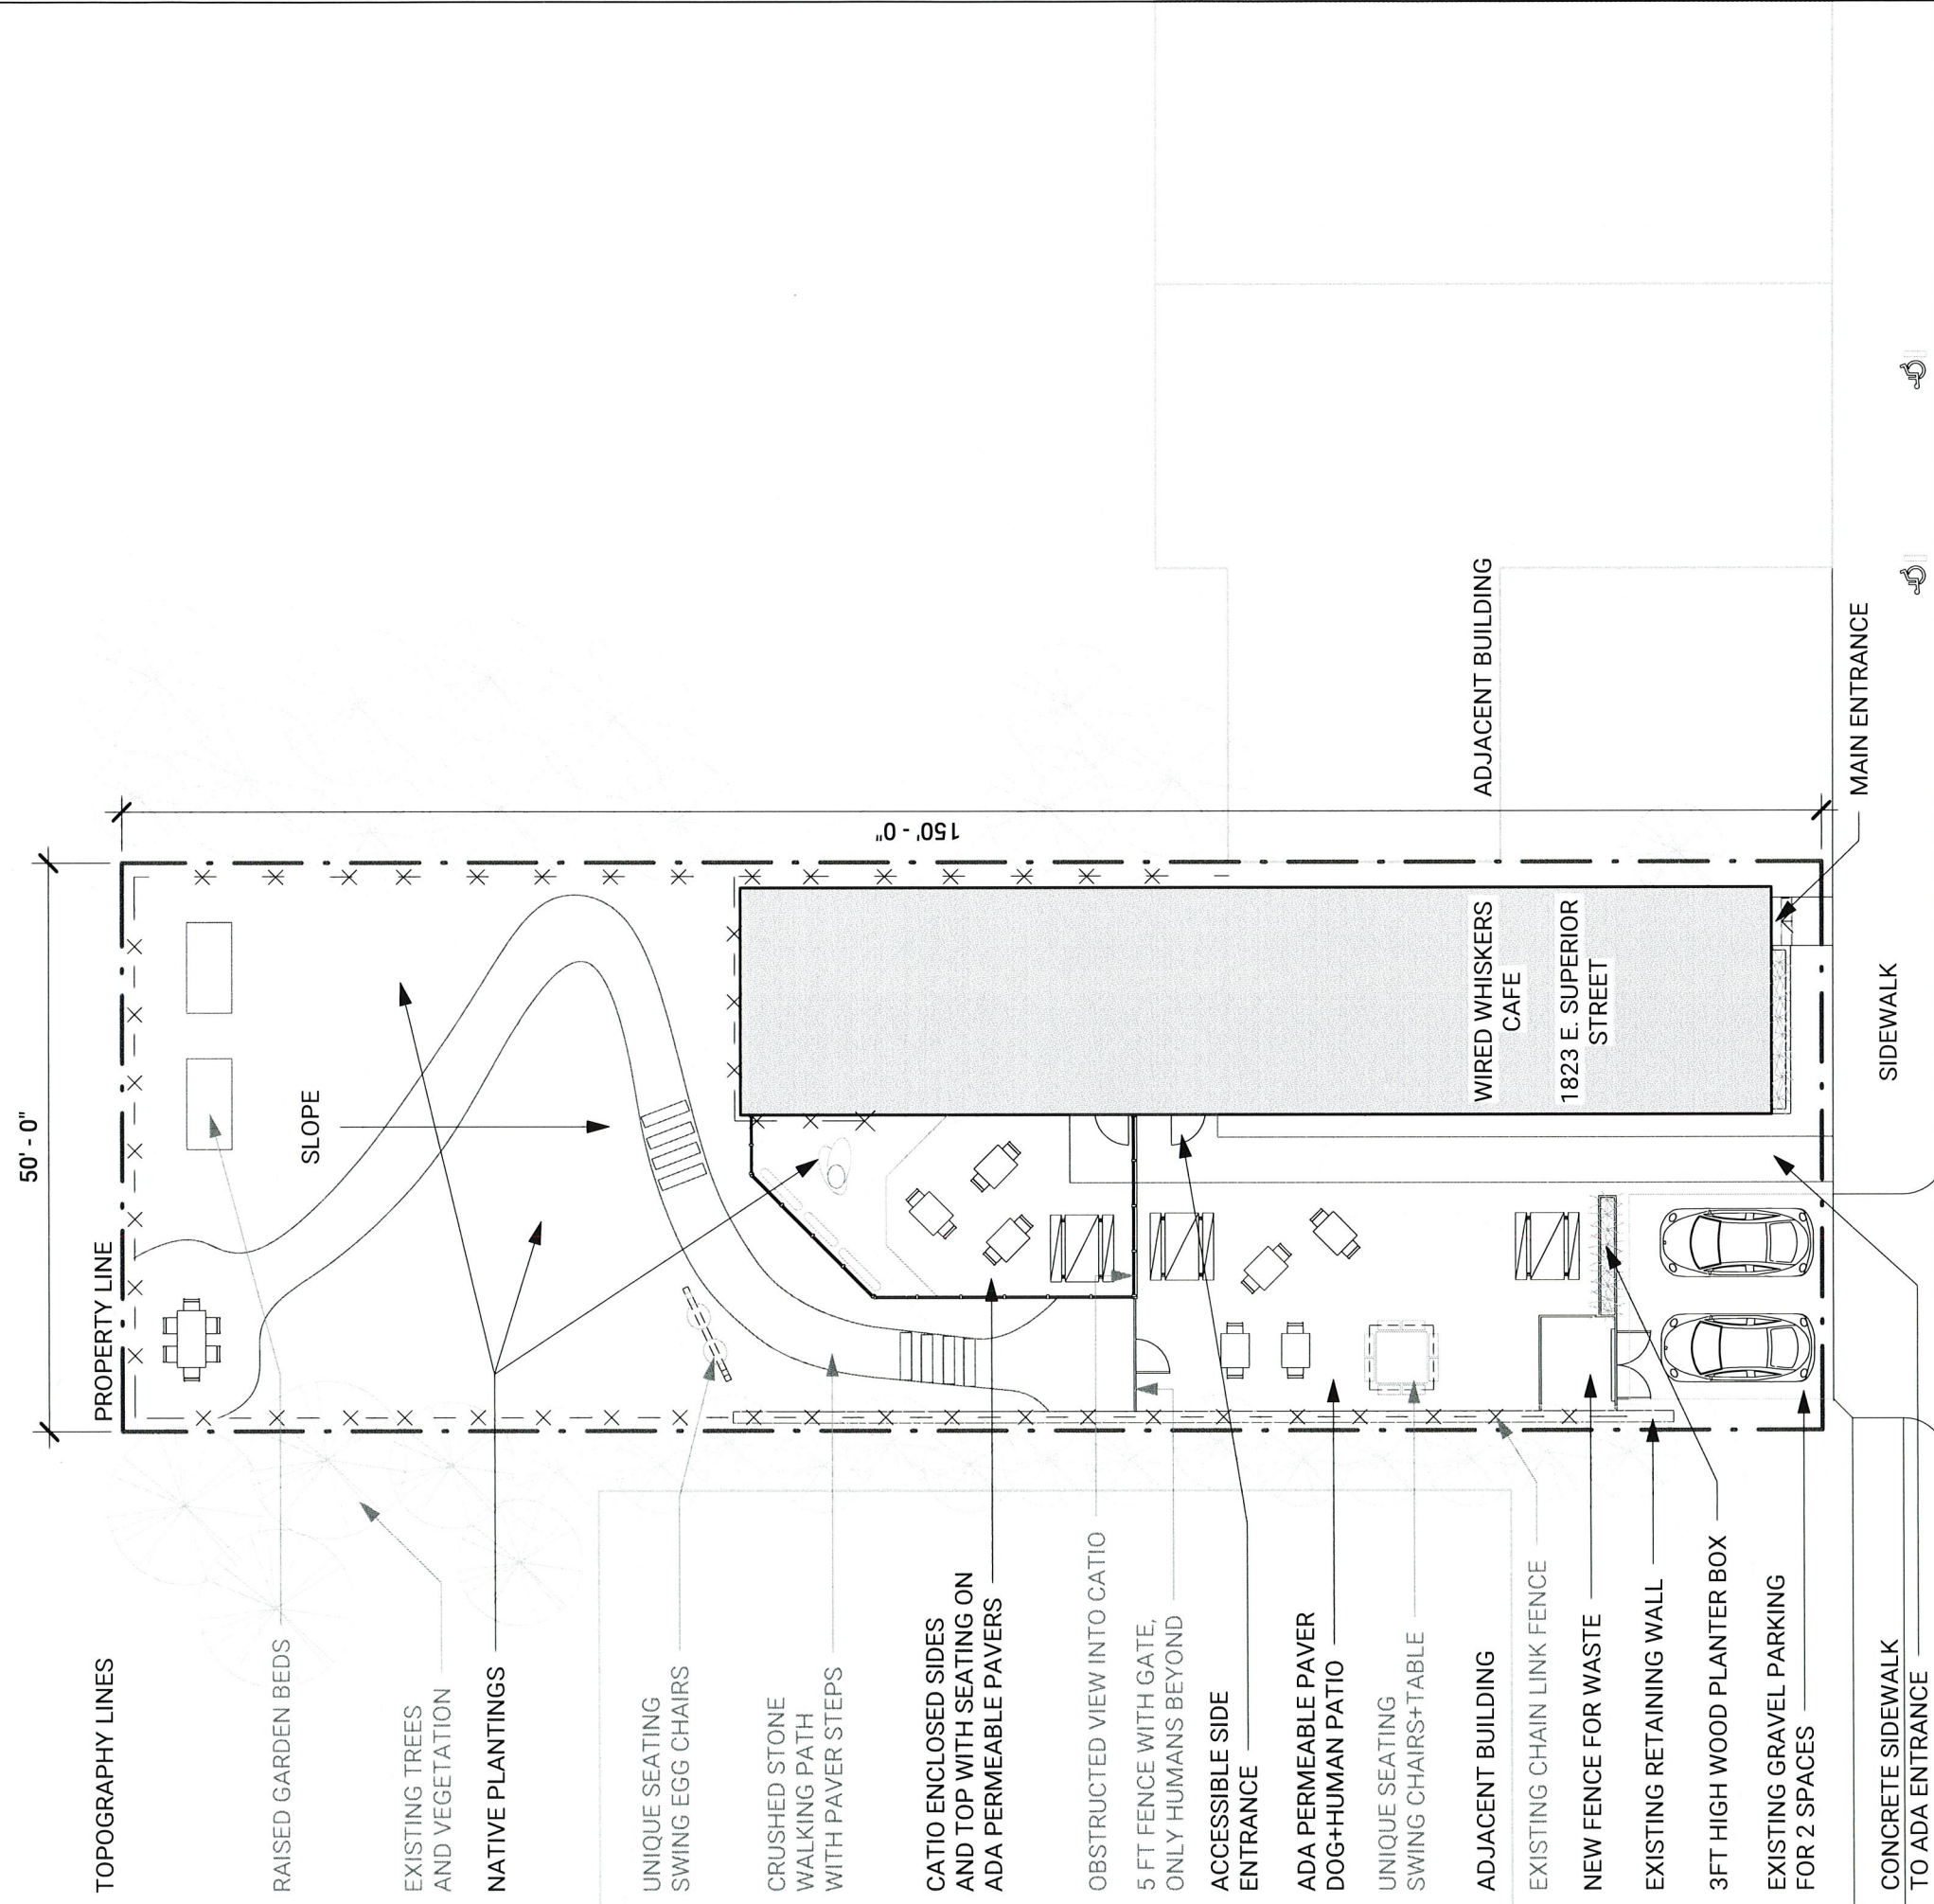 TOPOGRAPHY LINES
RAISED GARDEN BEDS
EXISTING TREES
AND VEGETATION
NATIVE PLANTINGS
UNIQUE SEATING
SWING EGG CHAIRS
CRUSHED STONE
WALKING PATH
WITH PAVER STEPS
CATIO ENCLOSED SIDES
AND TOP WITH SEATING ON
ADA PERMEABLE PAVERS
OBSTRUCTED VIEW INTO CATIO
5 FT FENCE WITH GATE,
ONLY HUMANS BEYOND
ACCESSIBLE SIDE
ENTRANCE
ADA PERMEABLE PAVER
DOG+HUMAN PATIO
UNIQUE SEATING
SWING CHAIRS+TABLE
ADJACENT BUILDING
EXISTING CHAIN LINK FENCE
NEW FENCE FOR WASTE
EXISTING RETAINING WALL
3FT HIGH WOOD PLANTER BOX
EXISTING GRAVEL PARKING
FOR 2 SPACES
CONCRETE SIDEWALK
TO ADA ENTRANCE
PROPERTY LINE
50' - 0"
SLOPE
150' - 0"
WIRED WHISKERS
CAFE
1823 E. SUPERIOR
STREET
SIDEWALK
ADJACENT BUILDING
MAIN ENTRANCE